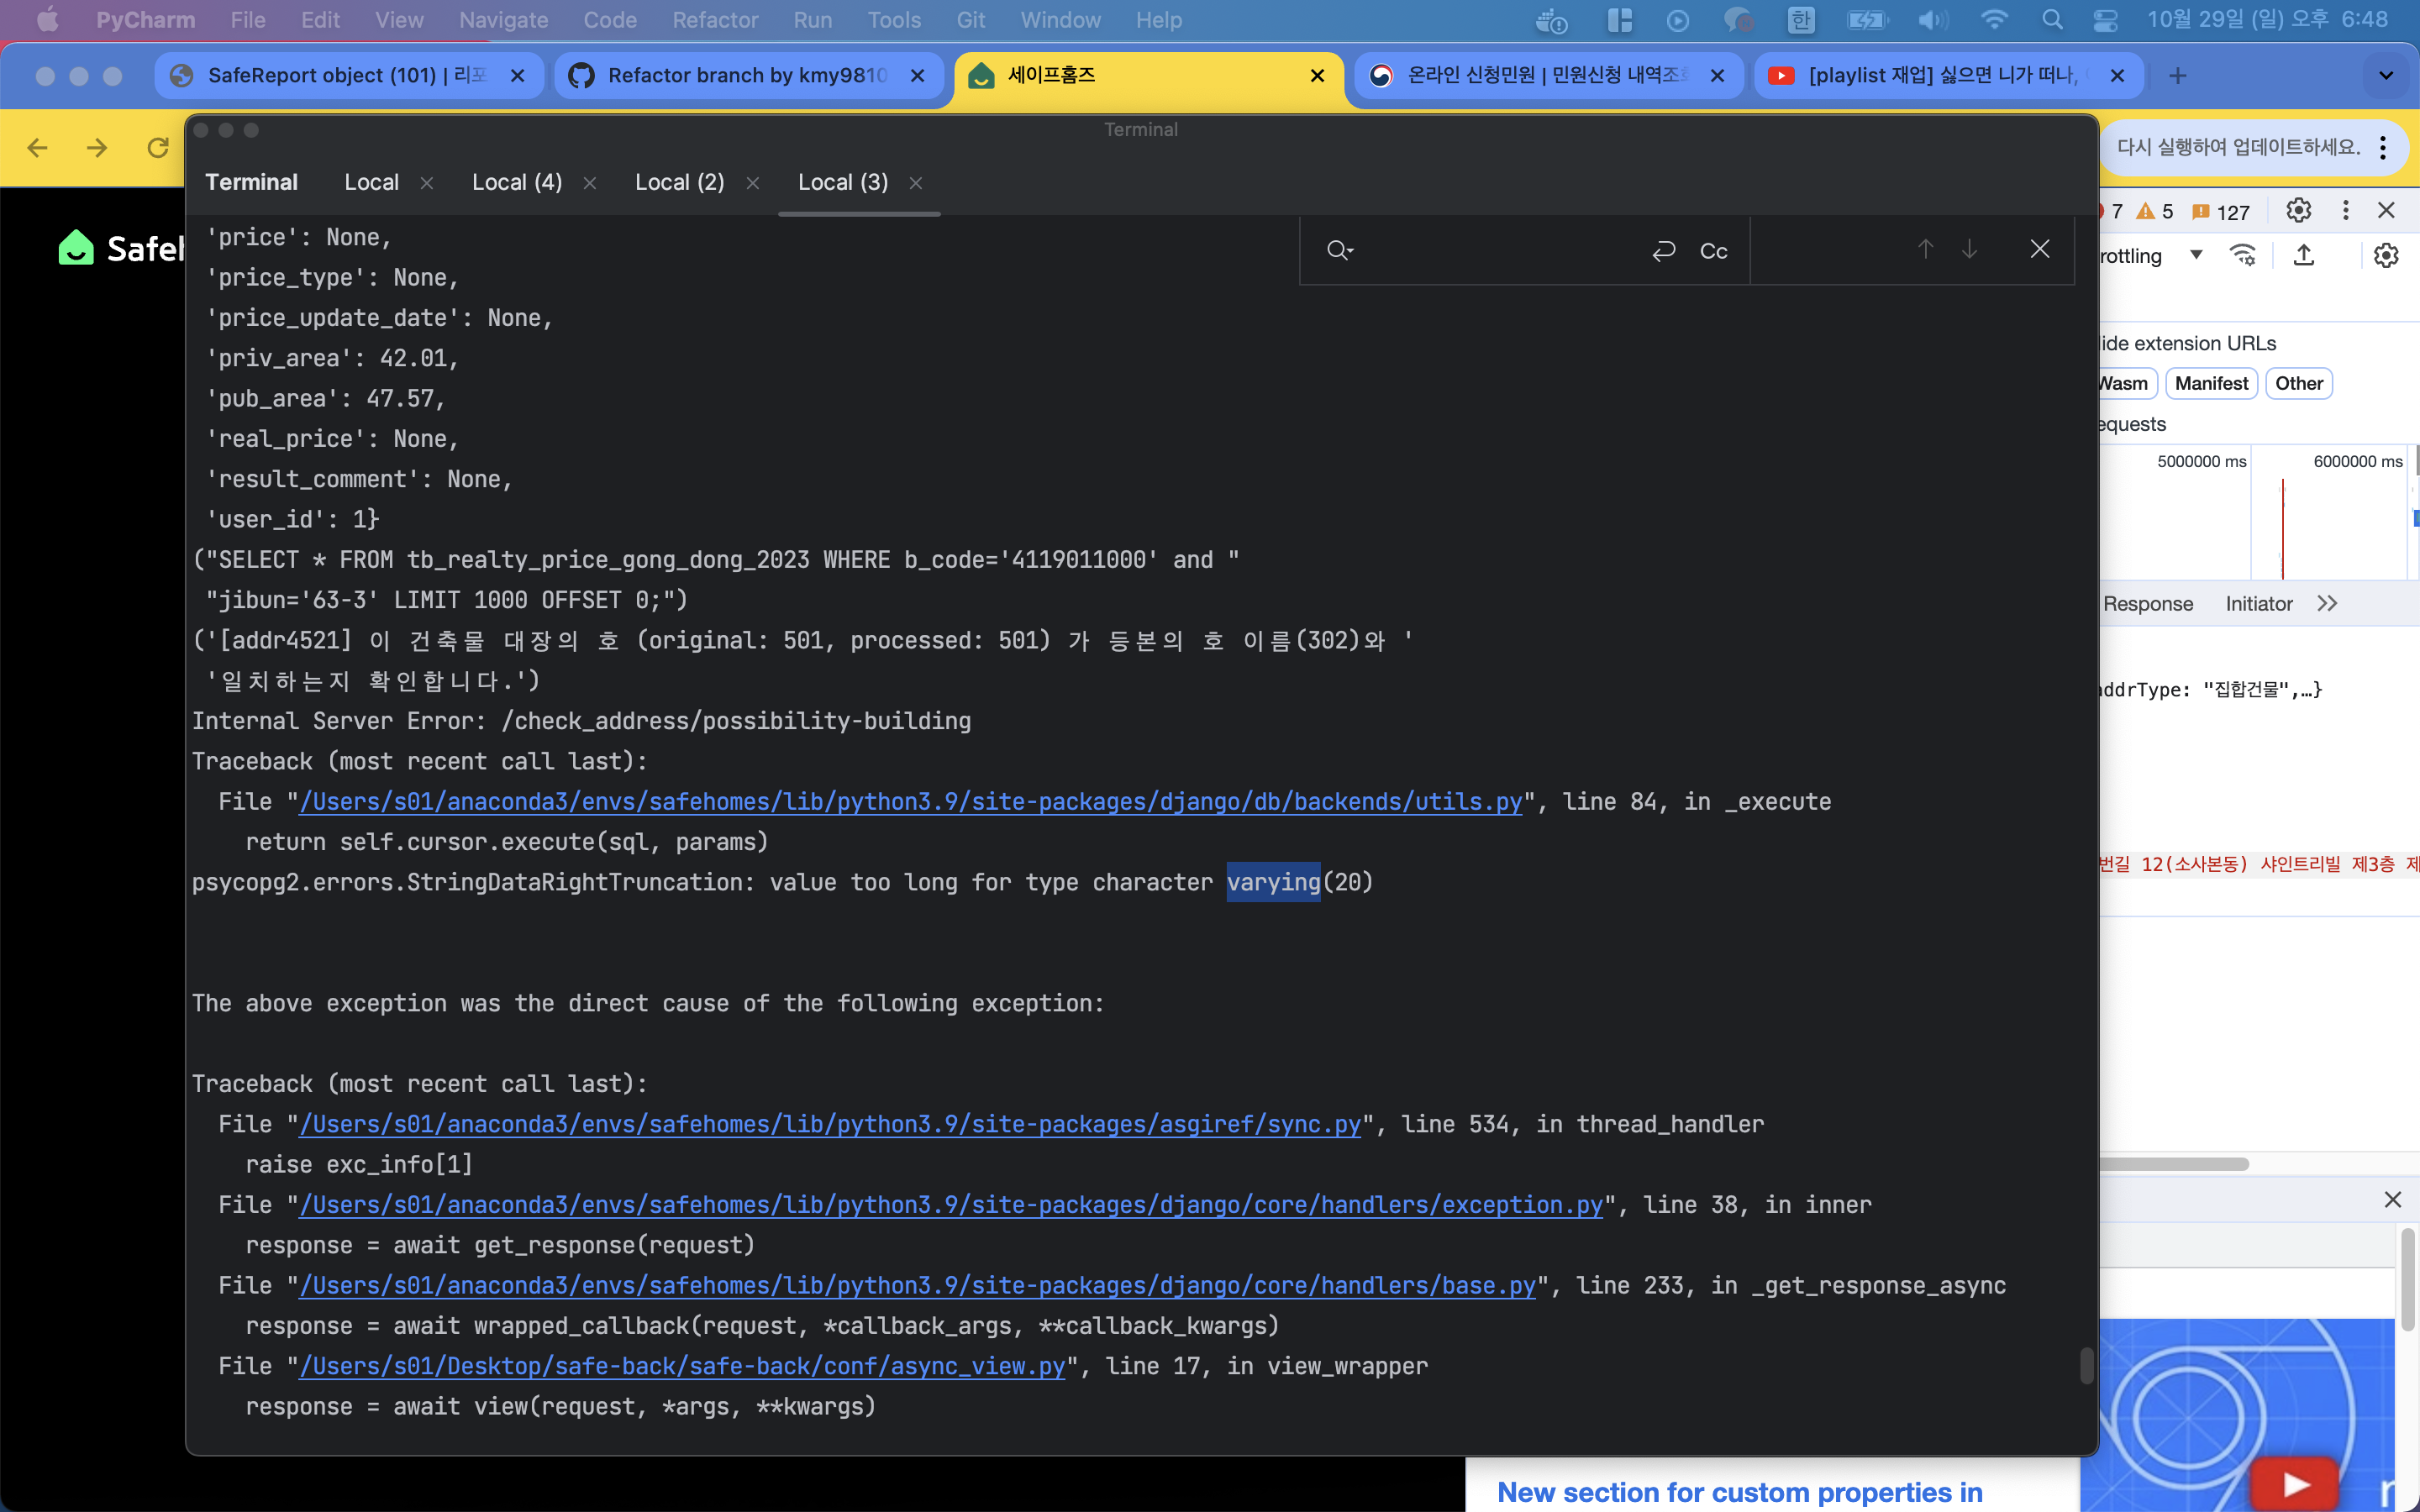 PyCharm File Edit View Navigate Code Refactor Run Tools Git Window Help 한 10월 29일 (일) 오후 6:48
SafeReport object (101) | 리포
Refactor branch by kmy9810
세이프홈즈
온라인 신청민원 | 민원신청 내역조회
[playlist 재업] 싫으면 니가 떠나,
다시 실행하여 업데이트하세요.
Terminal
Terminal Local Local (4) Local (2) Local (3)
Safeh
Cc
'price': None,
'price_type': None,
'price_update_date': None,
'priv_area': 42.01,
'pub_area': 47.57,
'real_price': None,
'result_comment': None,
'user_id': 1}
("SELECT * FROM tb_realty_price_gong_dong_2023 WHERE b_code='4119011000' and "
"jibun='63-3' LIMIT 1000 OFFSET 0;")
('[addr4521] 이 건축물 대장의 호 (original: 501, processed: 501) 가 등본의 호 이름(302)와 '
'일치하는지 확인합니다.')
Internal Server Error: /check_address/possibility-building
Traceback (most recent call last):
File "/Users/s01/anaconda3/envs/safehomes/lib/python3.9/site-packages/django/db/backends/utils.py", line 84, in _execute
return self.cursor.execute(sql, params)
psycopg2.errors.StringDataRightTruncation: value too long for type character varying(20)
The above exception was the direct cause of the following exception:
Traceback (most recent call last):
File "/Users/s01/anaconda3/envs/safehomes/lib/python3.9/site-packages/asgiref/sync.py", line 534, in thread_handler
raise exc_info[1]
File "/Users/s01/anaconda3/envs/safehomes/lib/python3.9/site-packages/django/core/handlers/exception.py", line 38, in inner
response = await get_response(request)
File "/Users/s01/anaconda3/envs/safehomes/lib/python3.9/site-packages/django/core/handlers/base.py", line 233, in _get_response_async
response = await wrapped_callback(request, *callback_args, **callback_kwargs)
File "/Users/s01/Desktop/safe-back/safe-back/conf/async_view.py", line 17, in view_wrapper
response = await view(request, *args, **kwargs)
7 5 127
rottling
ide extension URLs
Wasm Manifest Other
equests
5000000 ms 6000000 ms
Response Initiator
addrType: "집합건물",…}
번길 12(소사본동) 샤인트리빌 제3층 제
New section for custom properties in